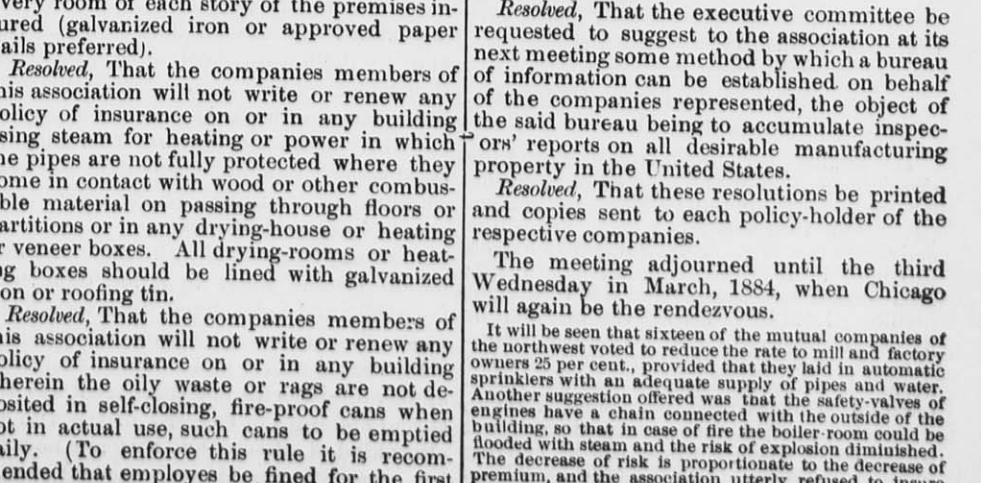 very room of each story of the premises in-
ured (galvanized iron or approved paper
ails preferred).
Resolved, That the companies members of
his association will not write or renew any
olicy of insurance on or in any building
sing steam for heating or power in which
he pipes are not fully protected where they
ome in contact with wood or other combus-
ble material on passing through floors or
artitions or in any drying-house or heating
r veneer boxes. All drying-rooms or heat-
ng boxes should be lined with galvanized
on or roofing tin.
Resolved, That the companies members of
is association will not write or renew any
olicy of insurance on or in any building
herein the oily waste or rags are not de-
osited in self-closing, fire-proof cans when
ot in actual use, such cans to be emptied
aily. (To enforce this rule it is recom-
ended that employes be fined for the first
Resolved, That the executive committee be
requested to suggest to the association at its
next meeting some method by which a bureau
of information can be established on behalf
of the companies represented, the object of
the said bureau being to accumulate inspec-
ors' reports on all desirable manufacturing
property in the United States.
Resolved, That these resolutions be printed
and copies sent to each policy-holder of the
respective companies.
The meeting adjourned until the third
Wednesday in March, 1884, when Chicago
will again be the rendezvous.
It will be seen that sixteen of the mutual companies of
the northwest voted to reduce the rate to mill and factory
owners 25 per cent., provided that they laid in automatic
sprinklers with an adequate supply of pipes and water.
Another suggestion offered was that the safety-valves of
engines have a chain connected with the outside of the
building, so that in case of fire the boiler-room could be
flooded with steam and the risk of explosion diminished.
The decrease of risk is proportionate to the decrease of
premium, and the association utterly refused to insure